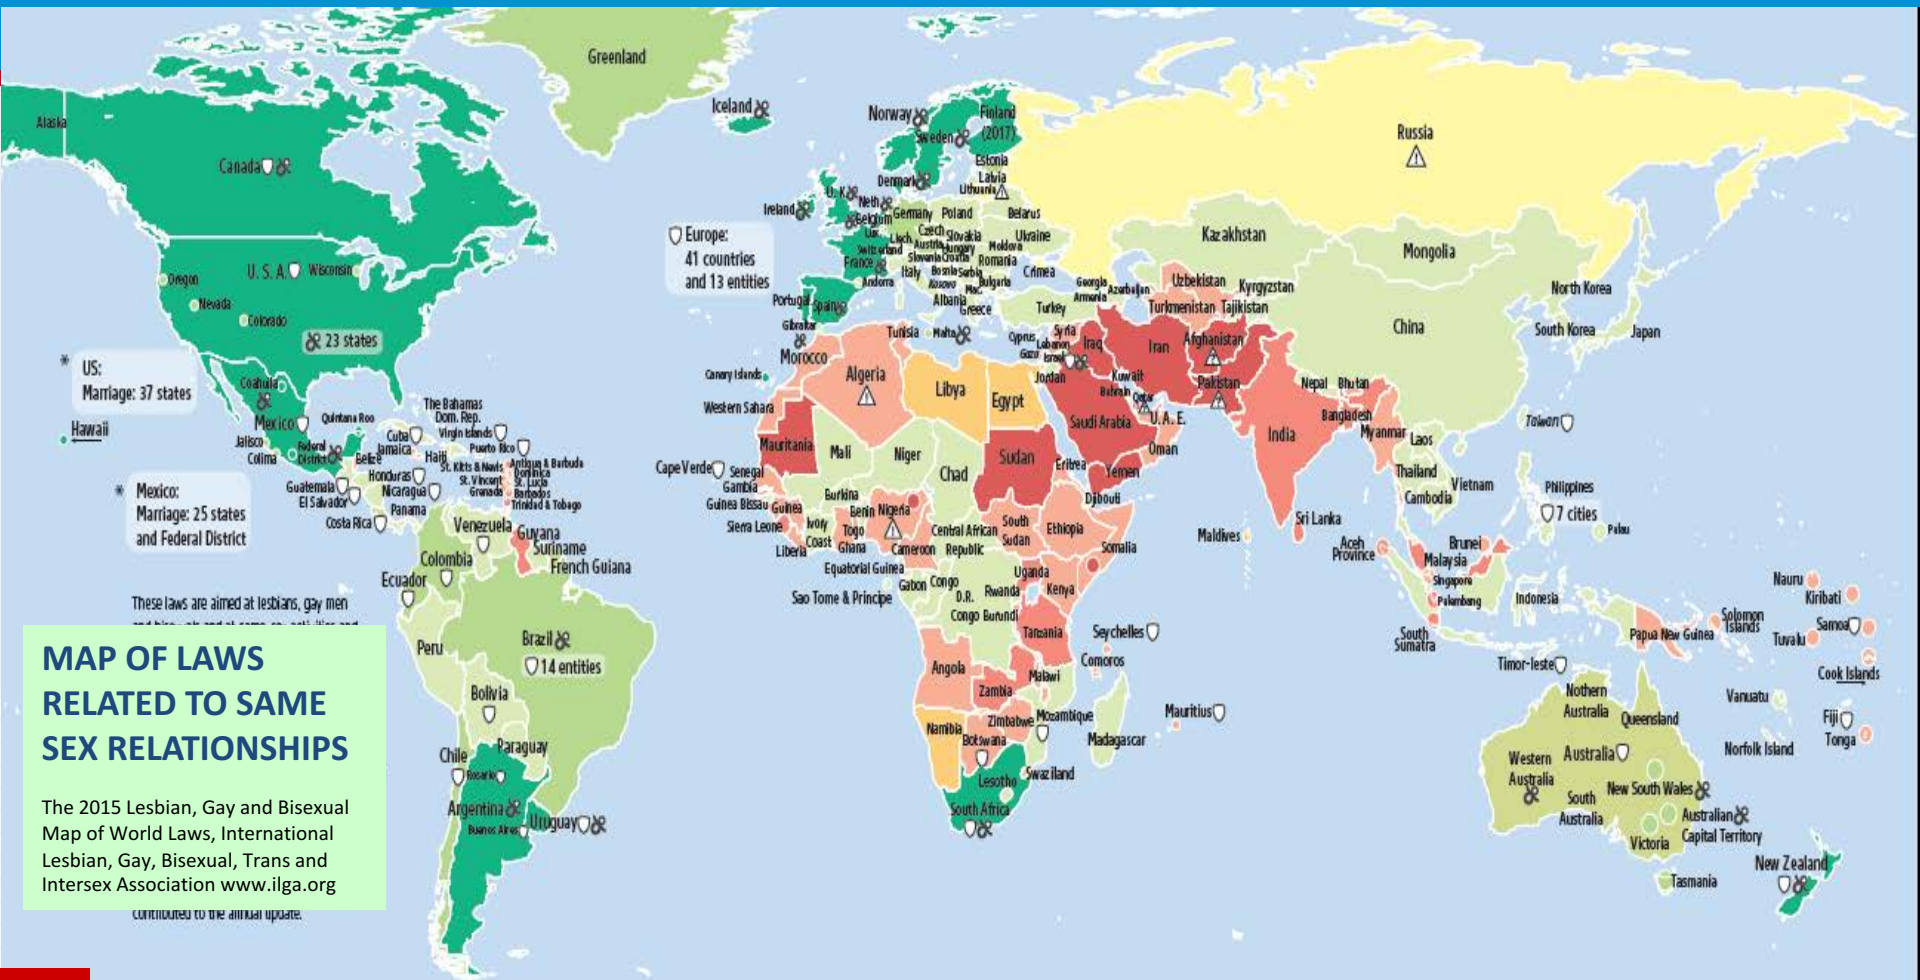 Greenland
Alaska
Canada
Iceland
Norway
Sweden
Finland
(2017)
Estonia
Latvia
Lithuania
Denmark
Russia
Ireland
U. K.
Neth
Belgium
Germany
Poland
Belarus
Lux
Liech
Czech
Slovakia
Ukraine
Austria
Hungary
Moldova
Switzerland
Slovenia
Croatia
Romania
France
Italy
Bosnia
Serbia
Crimea
Andorra
Kosovo
Mac.
Bulgaria
Albania
Greece
Portugal
Spain
Gibraltar
Europe:
41 countries
and 13 entities
Kazakhstan
Mongolia
Georgia
Azerbaijan
Armenia
Uzbekistan
Kyrgyzstan
Turkmenistan
Tajikistan
Turkey
China
North Korea
South Korea
Japan
U. S. A.
Wisconsin
Oregon
Nevada
Colorado
23 states
* US:
Marriage: 37 states
Hawaii
Coahuila
Mexico
Quintana Roo
Jalisco
Colima
Federal
District
The Bahamas
Dom. Rep.
Virgin Islands
Cuba
Jamaica
Puerto Rico
Belize
Haiti
St. Kitts & Nevis
Antigua & Barbuda
Dominica
Honduras
St. Vincent
St. Lucia
Guatemala
Nicaragua
Grenada
Barbados
El Salvador
Trinidad & Tobago
Panama
Costa Rica
* Mexico:
Marriage: 25 states
and Federal District
Venezuela
Guyana
Suriname
French Guiana
Colombia
Ecuador
Peru
Brazil
14 entities
Bolivia
Paraguay
Chile
Rosario
Argentina
Buenos Aires
Uruguay
Morocco
Tunisia
Malta
Cyprus
Syria
Lebanon
Gaza
Israel
Jordan
Iraq
Iran
Afghanistan
Kuwait
Bahrain
Qatar
Pakistan
Nepal
Bhutan
Canary Islands
Algeria
Libya
Egypt
Western Sahara
Saudi Arabia
U. A. E.
Oman
India
Bangladesh
Myanmar
Laos
Taiwan
Mauritania
Mali
Niger
Chad
Sudan
Eritrea
Yemen
Thailand
Vietnam
Cambodia
Philippines
7 cities
Palau
Cape Verde
Senegal
Gambia
Guinea Bissau
Guinea
Burkina
Benin
Nigeria
Djibouti
Sierra Leone
Ivory
Coast
Togo
Ghana
Liberia
Cameroon
Central African
Republic
South
Sudan
Ethiopia
Somalia
Maldives
Sri Lanka
Aceh
Province
Brunei
Malaysia
Singapore
Palembang
Indonesia
Equatorial Guinea
Gabon
Congo
Rwanda
Uganda
Kenya
Sao Tome & Principe
D.R.
Congo
Burundi
Tanzania
Seychelles
Comoros
South
Sumatra
Papua New Guinea
Solomon
Islands
Nauru
Kiribati
Samoa
Tuvalu
Cook Islands
Timor-leste
Vanuatu
Fiji
Tonga
Norfolk Island
Angola
Zambia
Malawi
Zimbabwe
Mozambique
Mauritius
Namibia
Botswana
Madagascar
Lesotho
Swaziland
South Africa
Nothern
Australia
Queensland
Western
Australia
Australia
South
Australia
New South Wales
Australian
Capital Territory
Victoria
Tasmania
New Zealand
These laws are aimed at lesbians, gay men
MAP OF LAWS
RELATED TO SAME
SEX RELATIONSHIPS
The 2015 Lesbian, Gay and Bisexual
Map of World Laws, International
Lesbian, Gay, Bisexual, Trans and
Intersex Association www.ilga.org
contributed to the annual update.